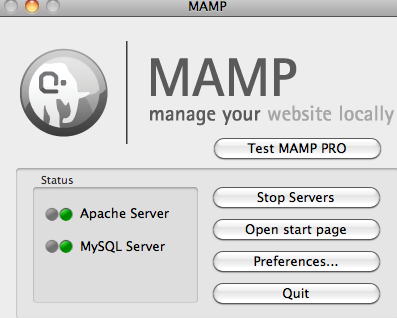 MAMP
MAMP
manage your website locally
Test MAMP PRO
Status
Apache Server
MySQL Server
Stop Servers
Open start page
Preferences...
Quit